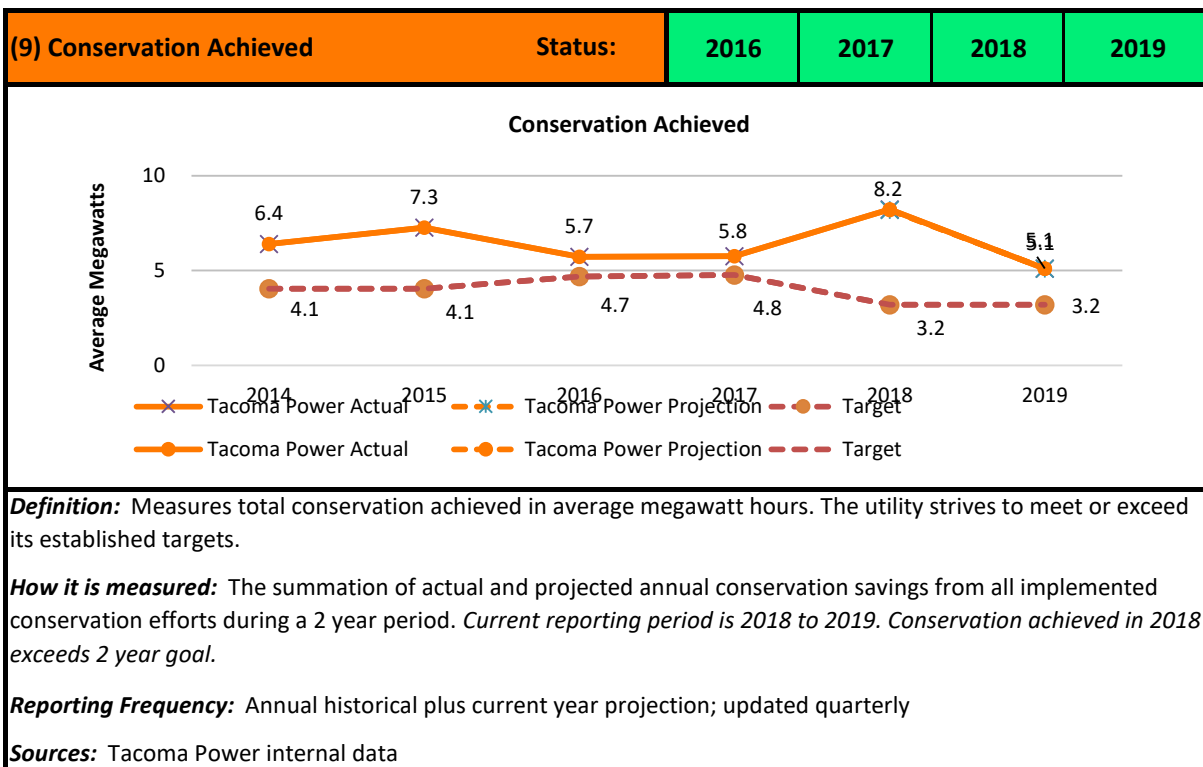 (9) Conservation Achieved Status: 2016 2017 2018 2019
Conservation Achieved
Average Megawatts
10
5
0
6.4 7.3 5.7 5.8 8.2 5.1
5.1
4.1 4.1 4.7 4.8 3.2 3.2
2014 2015 2016 2017 2018 2019
Tacoma Power Actual Tacoma Power Projection Target
Tacoma Power Actual Tacoma Power Projection Target
Definition: Measures total conservation achieved in average megawatt hours. The utility strives to meet or exceed
its established targets.
How it is measured: The summation of actual and projected annual conservation savings from all implemented
conservation efforts during a 2 year period. Current reporting period is 2018 to 2019. Conservation achieved in 2018
exceeds 2 year goal.
Reporting Frequency: Annual historical plus current year projection; updated quarterly
Sources: Tacoma Power internal data